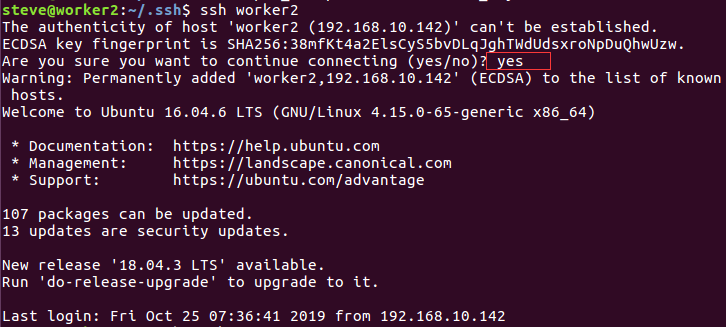 steve@worker2:~/.ssh$ ssh worker2
The authenticity of host 'worker2 (192.168.10.142)' can't be established.
ECDSA key fingerprint is SHA256:38mfKt4a2ElsCyS5bvDLqJghTWdUdsxroNpDuQhwUzw.
Are you sure you want to continue connecting (yes/no)? yes
Warning: Permanently added 'worker2,192.168.10.142' (ECDSA) to the list of known
 hosts.
Welcome to Ubuntu 16.04.6 LTS (GNU/Linux 4.15.0-65-generic x86_64)
 * Documentation:  https://help.ubuntu.com
 * Management:     https://landscape.canonical.com
 * Support:        https://ubuntu.com/advantage
107 packages can be updated.
13 updates are security updates.
New release '18.04.3 LTS' available.
Run 'do-release-upgrade' to upgrade to it.
Last login: Fri Oct 25 07:36:41 2019 from 192.168.10.142